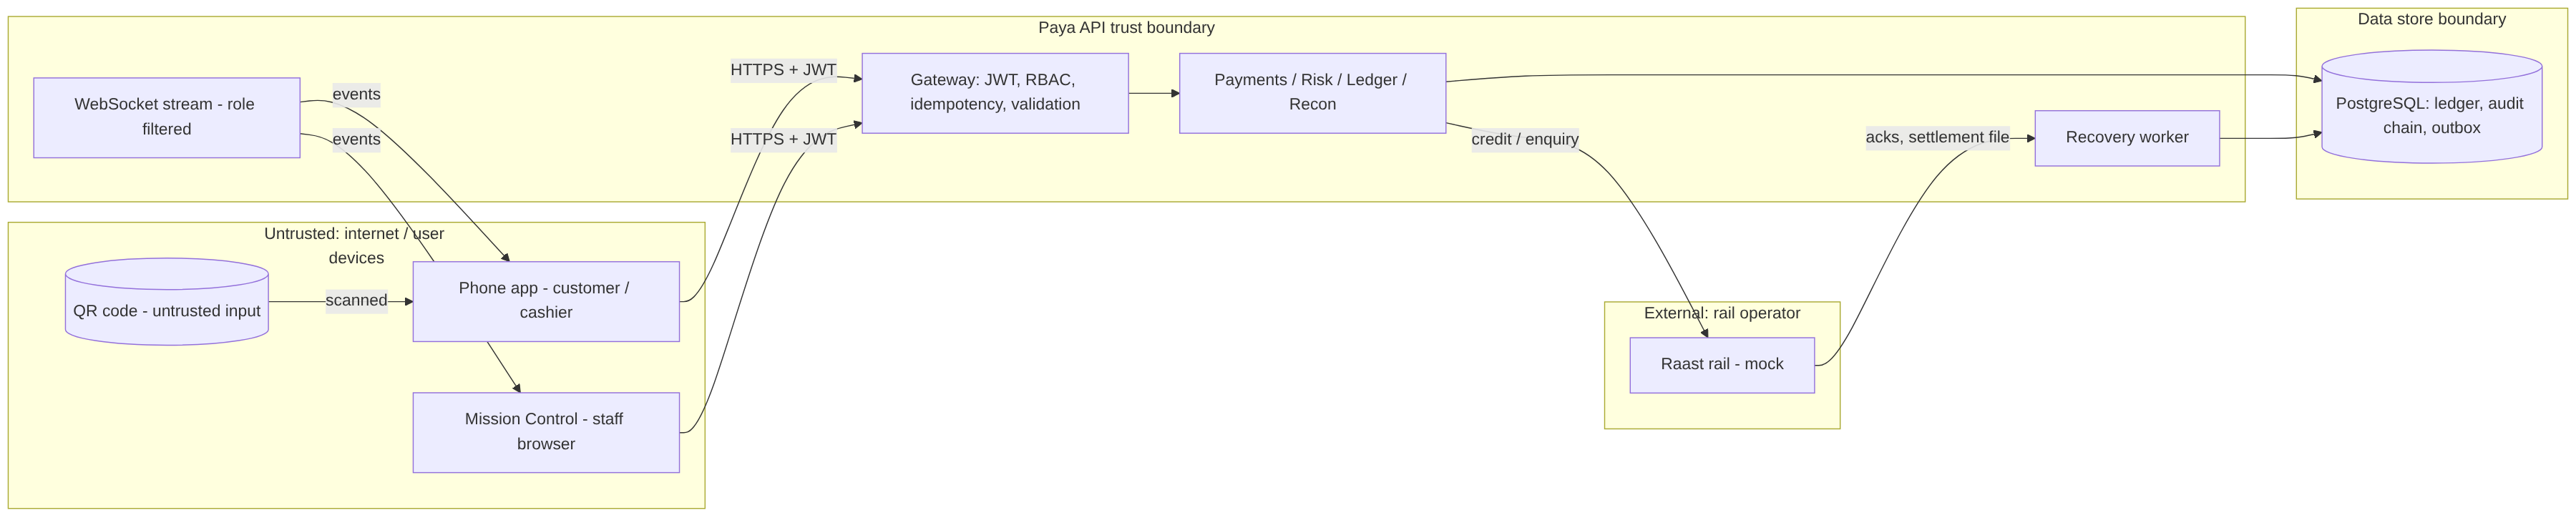 Paya API trust boundary
Data store boundary
WebSocket stream - role
filtered
events
events
HTTPS + JWT
HTTPS + JWT
Gateway: JWT, RBAC,
idempotency, validation
Payments / Risk / Ledger /
Recon
credit / enquiry
acks, settlement file
Recovery worker
PostgreSQL: ledger, audit
chain, outbox
Untrusted: internet / user
devices
QR code - untrusted input
scanned
Phone app - customer /
cashier
Mission Control - staff
browser
External: rail operator
Raast rail - mock